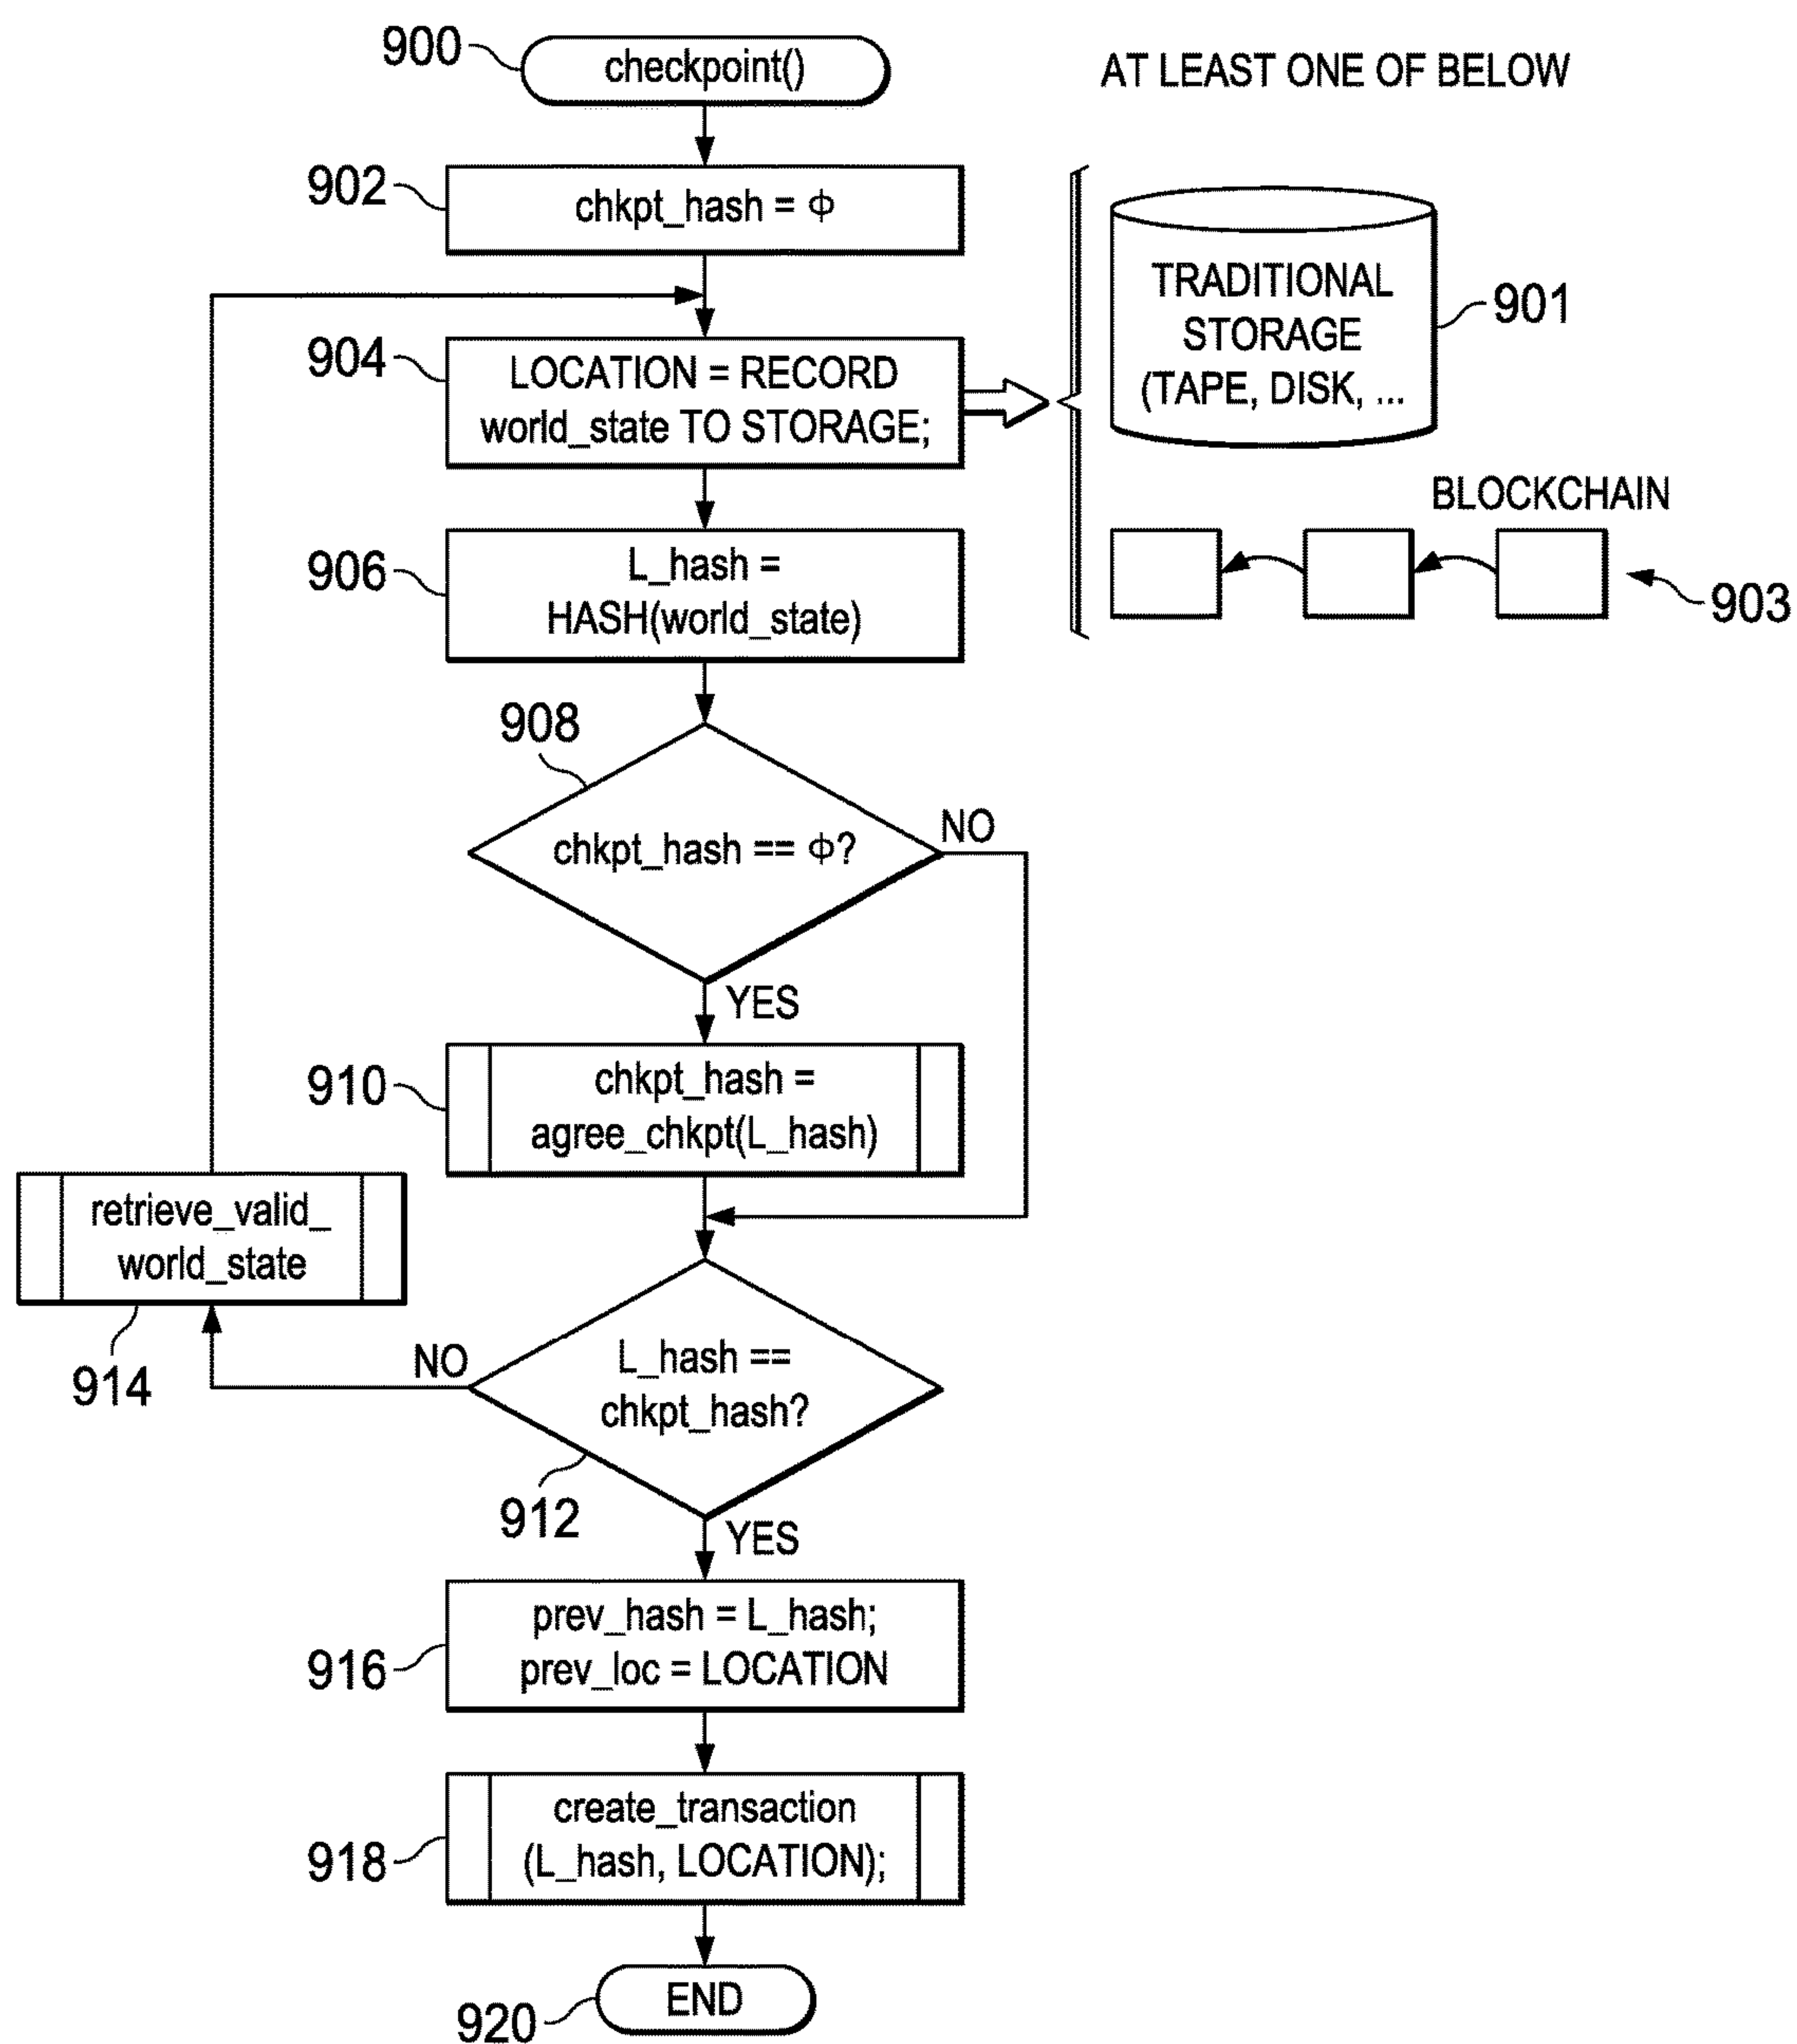 900
checkpoint()
AT LEAST ONE OF BELOW
902
chkpt_hash = Φ
TRADITIONAL
STORAGE
(TAPE, DISK, ...
901
904
LOCATION = RECORD
world_state TO STORAGE;
BLOCKCHAIN
903
906
L_hash =
HASH(world_state)
908
chkpt_hash == Φ?
NO
YES
910
chkpt_hash =
agree_chkpt(L_hash)
retrieve_valid_
world_state
914
NO
L_hash ==
chkpt_hash?
912
YES
916
prev_hash = L_hash;
prev_loc = LOCATION
918
create_transaction
(L_hash, LOCATION);
920
END